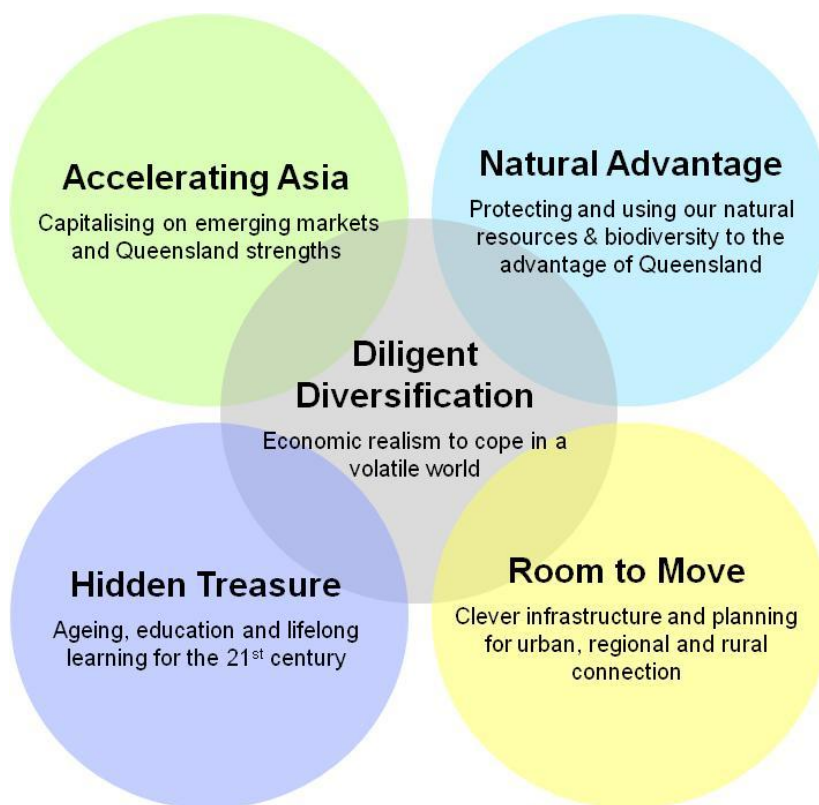 Accelerating Asia
Capitalising on emerging markets
and Queensland strengths
Natural Advantage
Protecting and using our natural
resources & biodiversity to the
advantage of Queensland
Diligent
Diversification
Economic realism to cope in a
volatile world
Hidden Treasure
Ageing, education and lifelong
learning for the 21st century
Room to Move
Clever infrastructure and planning
for urban, regional and rural
connection